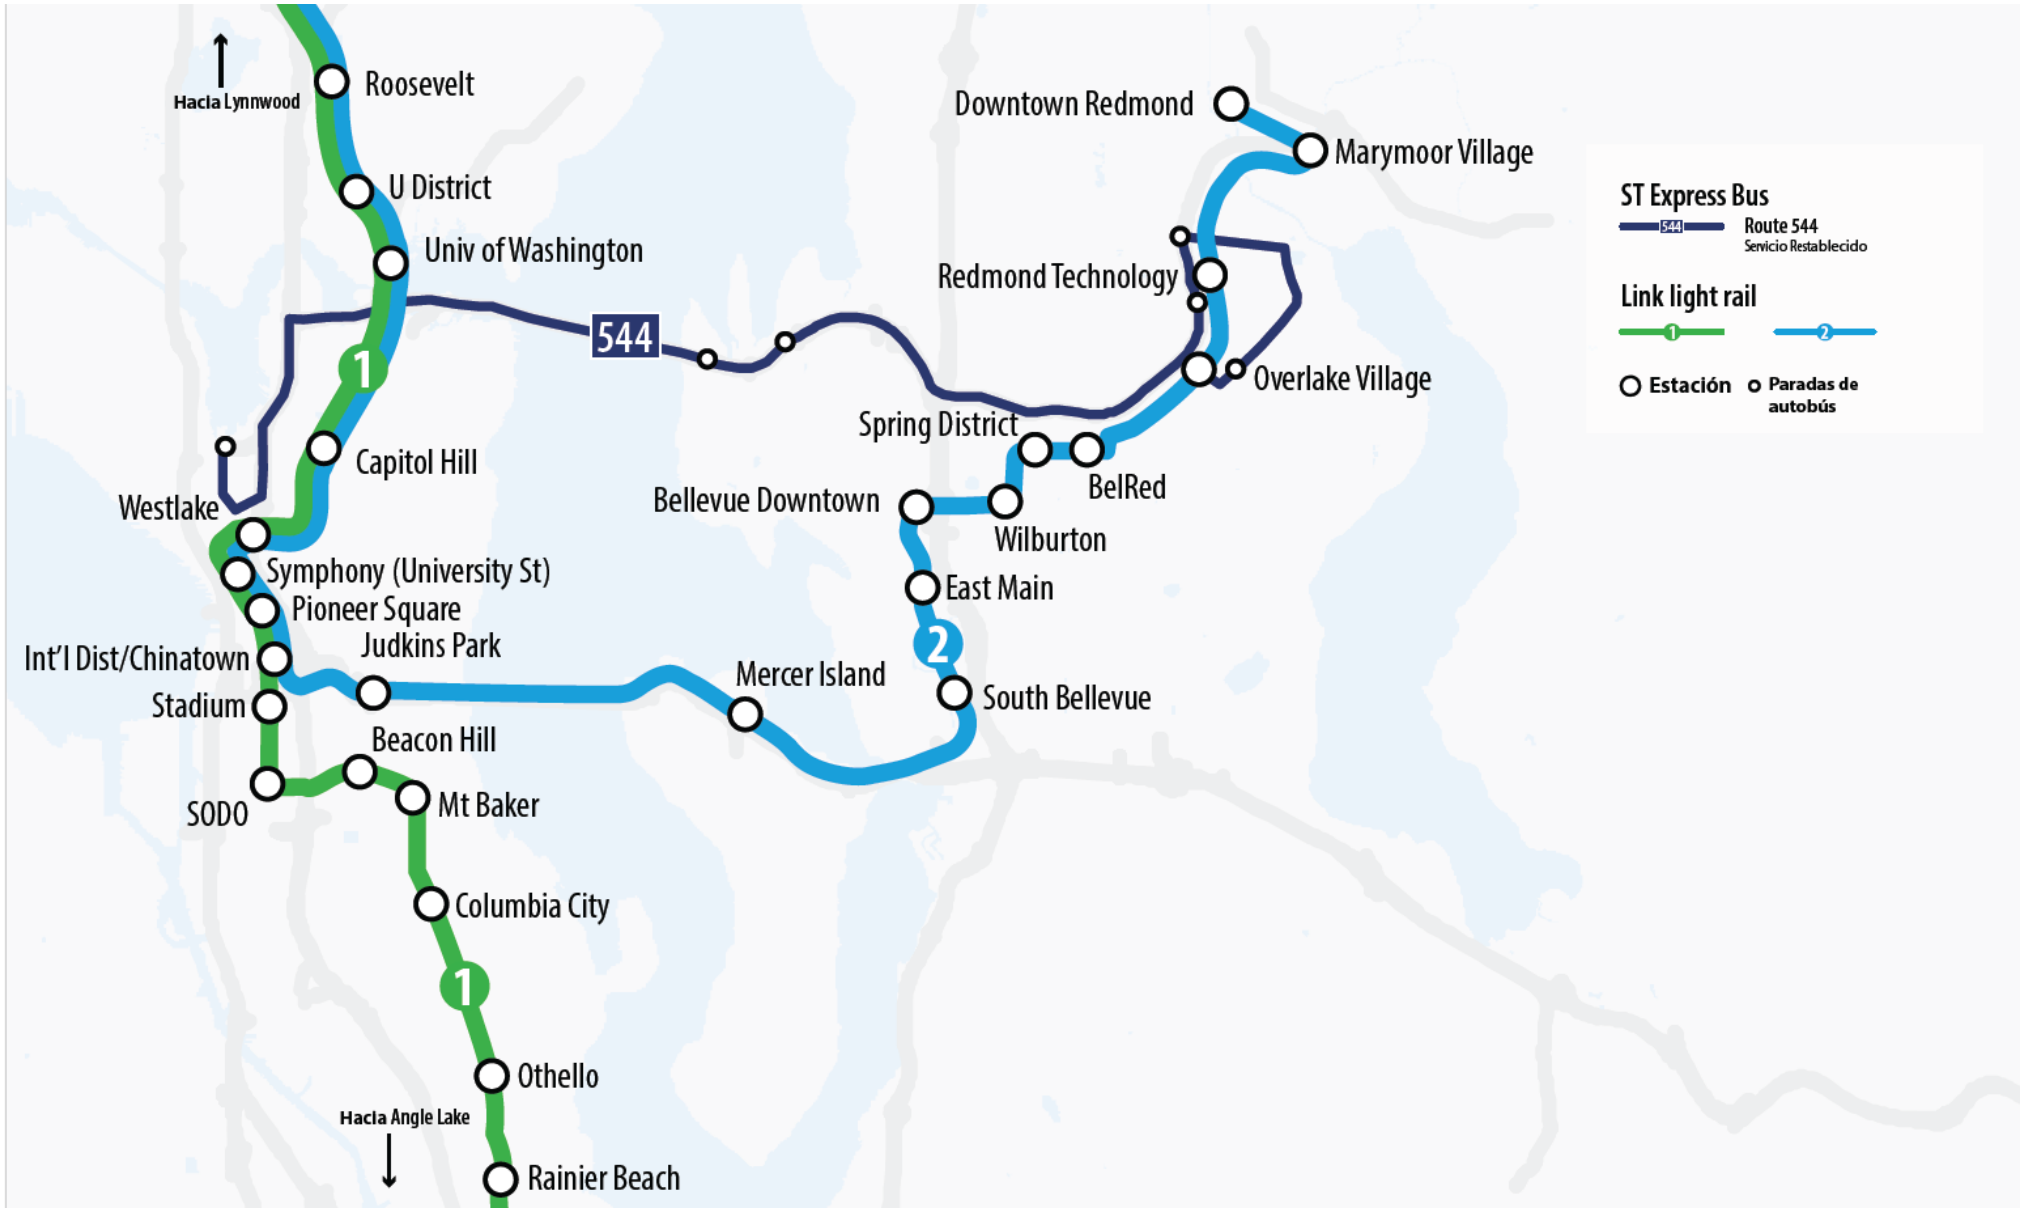 Roosevelt
Hacia Lynnwood
U District
Univ of Washington
544
1
Capitol Hill
Westlake
Symphony (University St)
Pioneer Square
Int'l Dist/Chinatown
Judkins Park
Stadium
Beacon Hill
SODO
Mt Baker
Columbia City
1
Othello
Hacia Angle Lake
Rainier Beach
Downtown Redmond
Marymoor Village
Redmond Technology
Overlake Village
Spring District
BelRed
Bellevue Downtown
Wilburton
East Main
2
Mercer Island
South Bellevue
ST Express Bus
544
Route 544
Servicio Restablecido
Link light rail
1
2
Estación
Paradas de
autobús